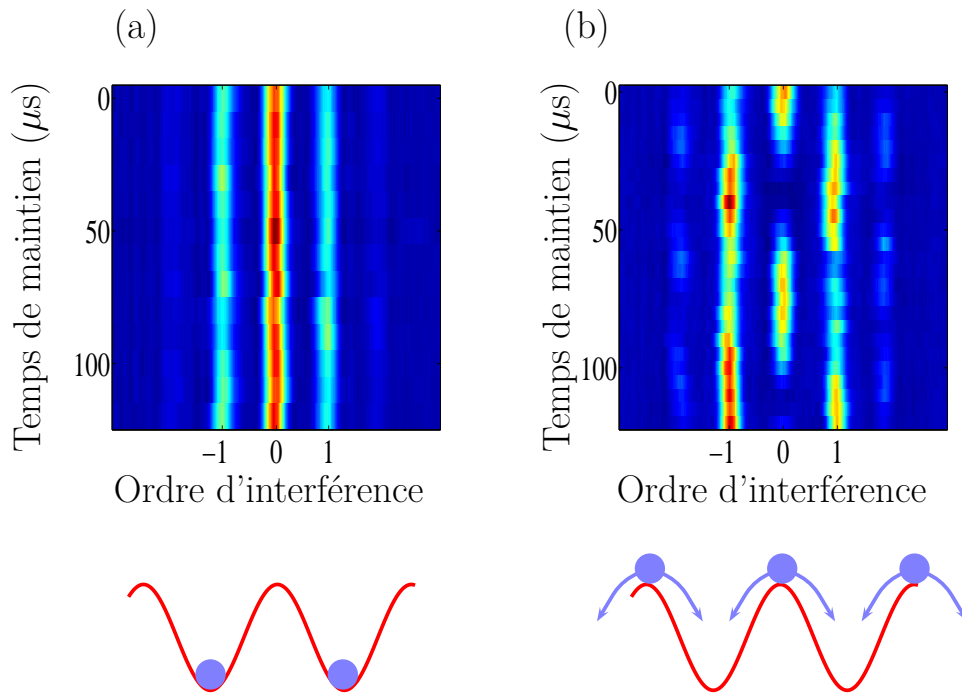 (a)
Temps de maintien (μs)
0
50
100
−1 0 1
Ordre d'interférence
(b)
Temps de maintien (μs)
0
50
100
−1 0 1
Ordre d'interférence